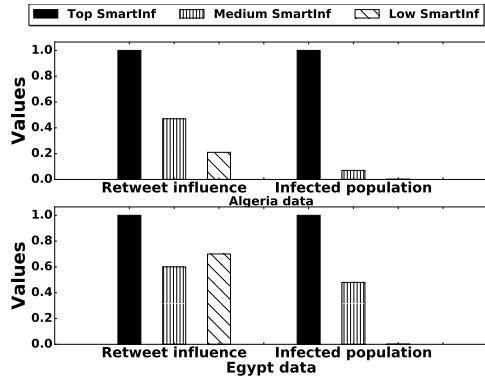 Top SmartInf Medium SmartInf Low SmartInf
1.0
0.8
0.6
0.4
0.2
0.0
Values
Retweet influence Infected population
Algeria data
1.0
0.8
0.6
0.4
0.2
0.0
Values
Retweet influence Infected population
Egypt data